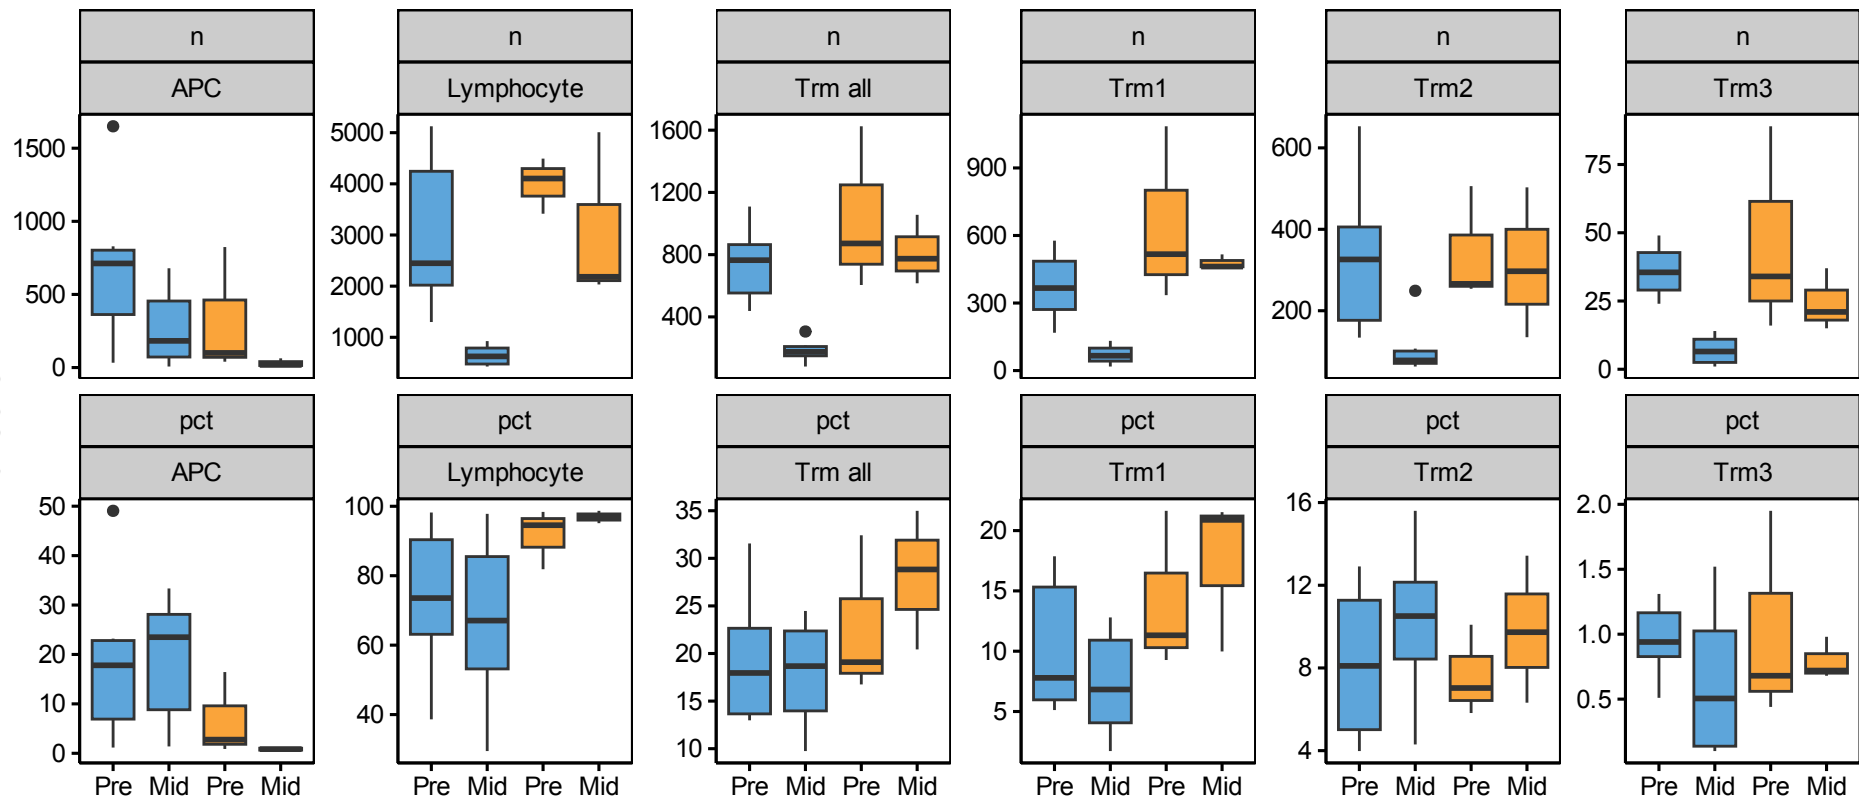 n n n n n n
APC Lymphocyte Trm all Trm1 Trm2 Trm3
1500 1000 500 0
5000 4000 3000 2000 1000
1600 1200 800 400
900 600 300 0
600 400 200
75 50 25 0
pct pct pct pct pct pct
APC Lymphocyte Trm all Trm1 Trm2 Trm3
50 40 30 20 10 0
100 80 60 40
35 30 25 20 15 10
20 15 10 5
16 12 8 4
2.0 1.5 1.0 0.5
Pre Mid Pre Mid Pre Mid Pre Mid Pre Mid Pre Mid Pre Mid Pre Mid Pre Mid Pre Mid Pre Mid Pre Mid